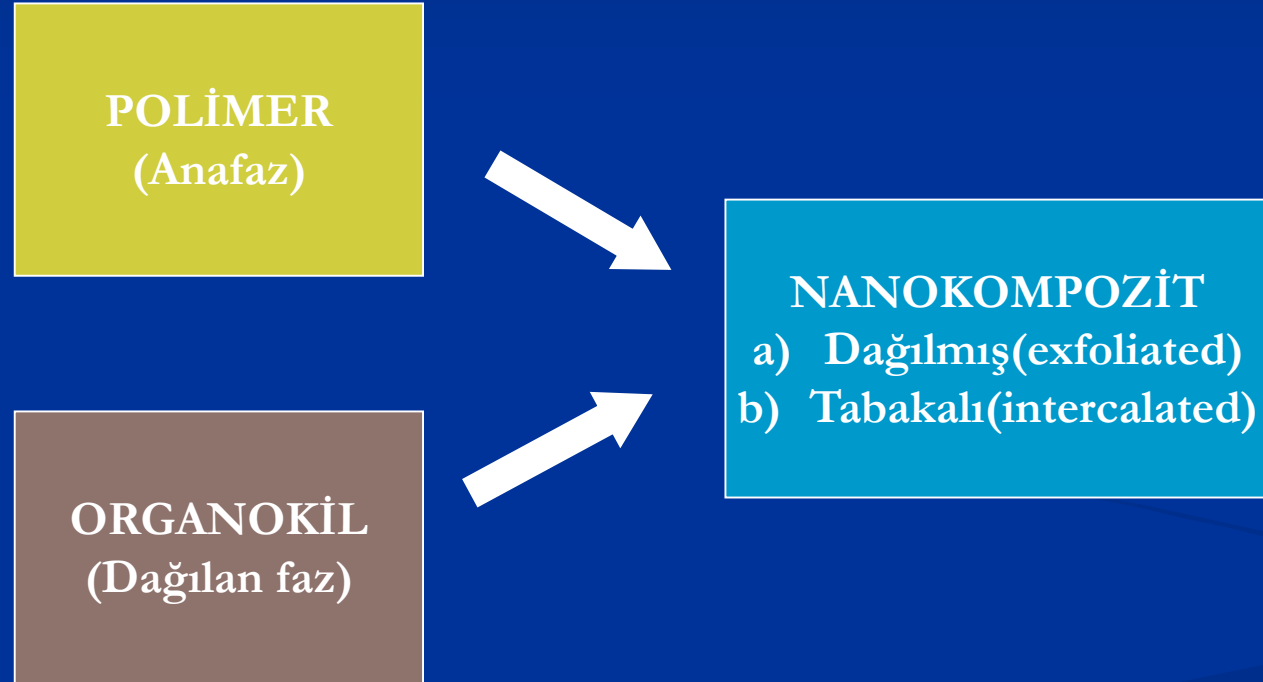 POLİMER
(Anafaz)
NANOKOMPOZİT
a) Dağılmış(exfoliated)
b) Tabakalı(intercalated)
ORGANOKİL
(Dağılan faz)